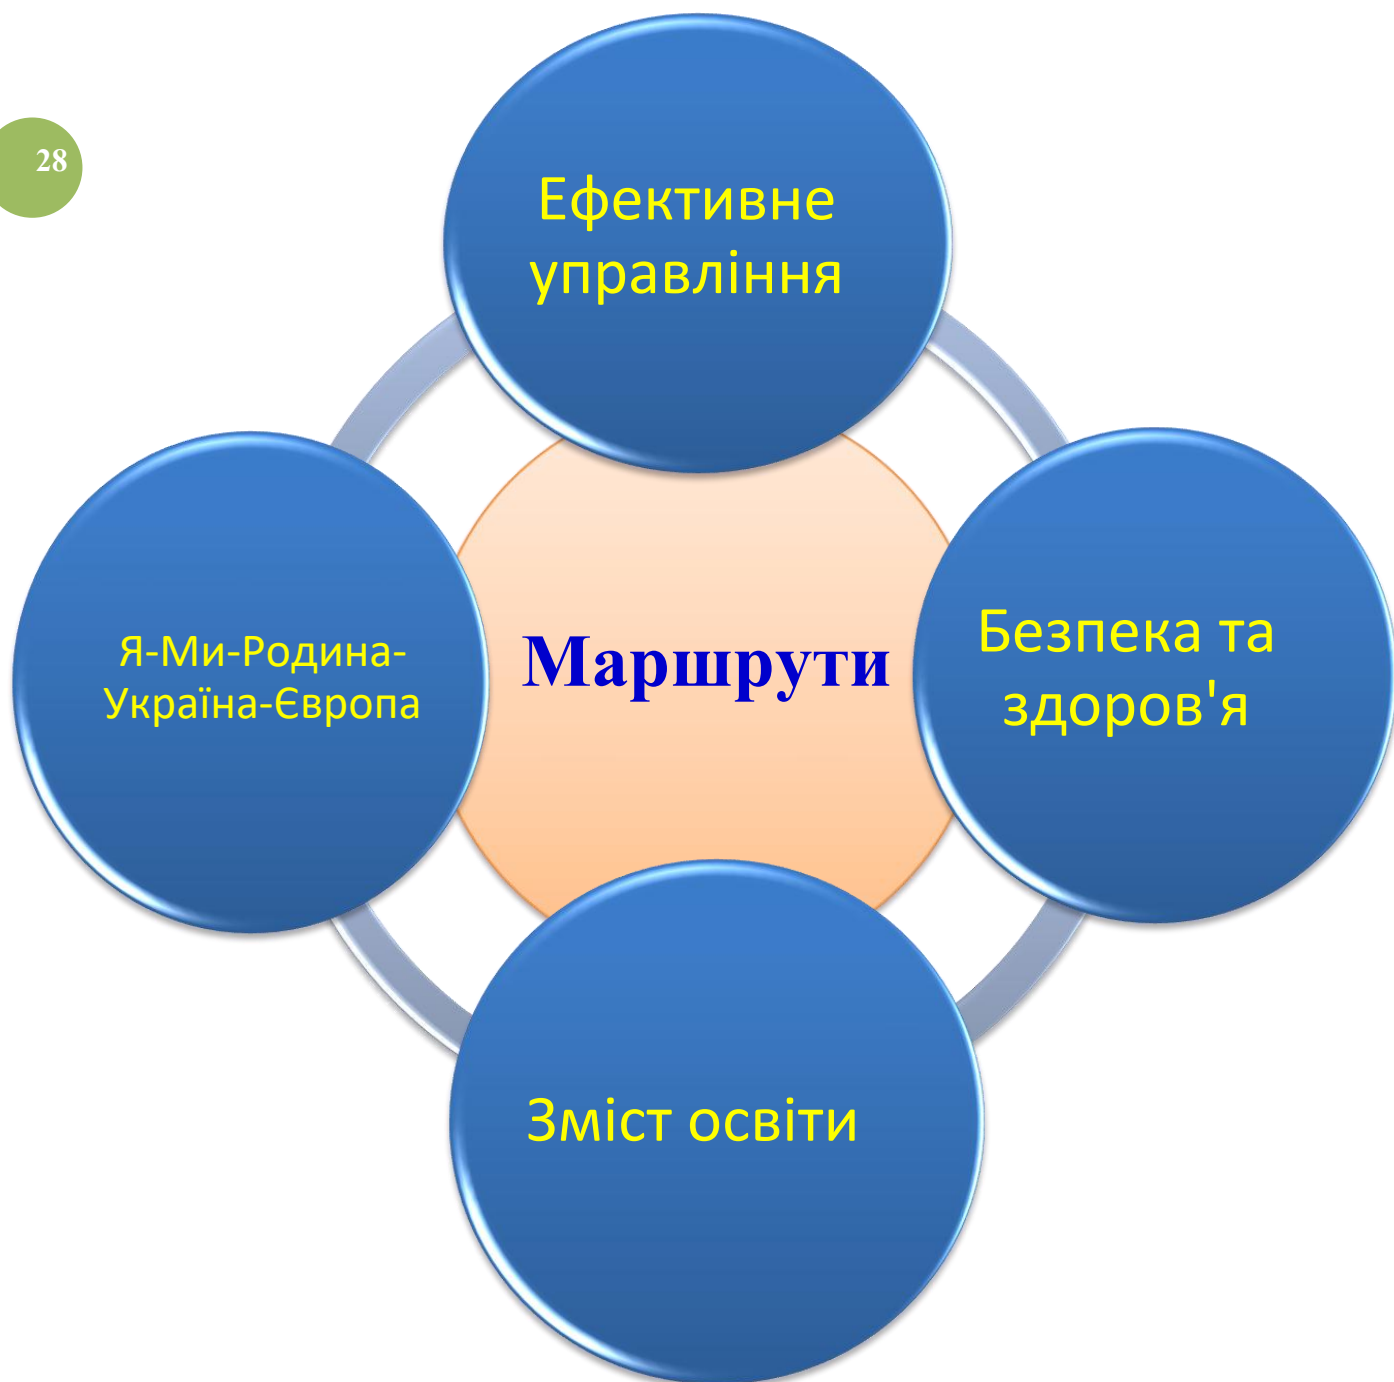 28
Ефективне
управління
Я-Ми-Родина-
Україна-Європа
Маршрути
Безпека та
здоров'я
Зміст освіти